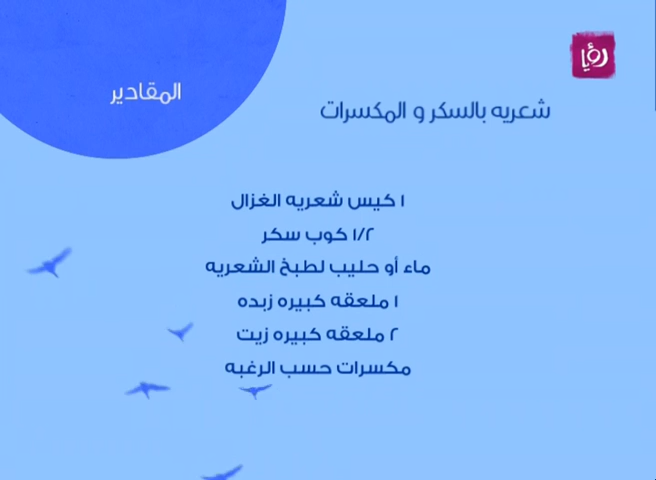 رؤيا
المقادير
شعريه بالسكر و المكسرات
١ كيس شعريه الغزال
١/٢ كوب سكر
ماء أو حليب لطبخ الشعريه
١ ملعقه كبيره زبده
٢ ملعقه كبيره زيت
مكسرات حسب الرغبه